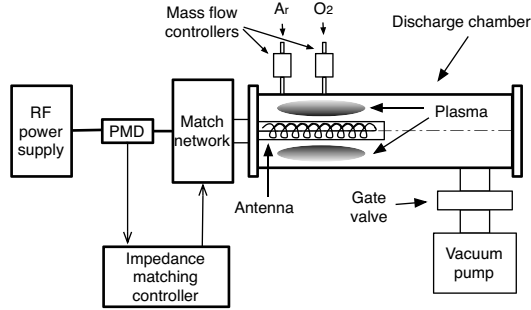 Mass flow
controllers
Ar
O2
Discharge chamber
RF
power
supply
PMD
Match
network
Plasma
Antenna
Gate
valve
Impedance
matching
controller
Vacuum
pump